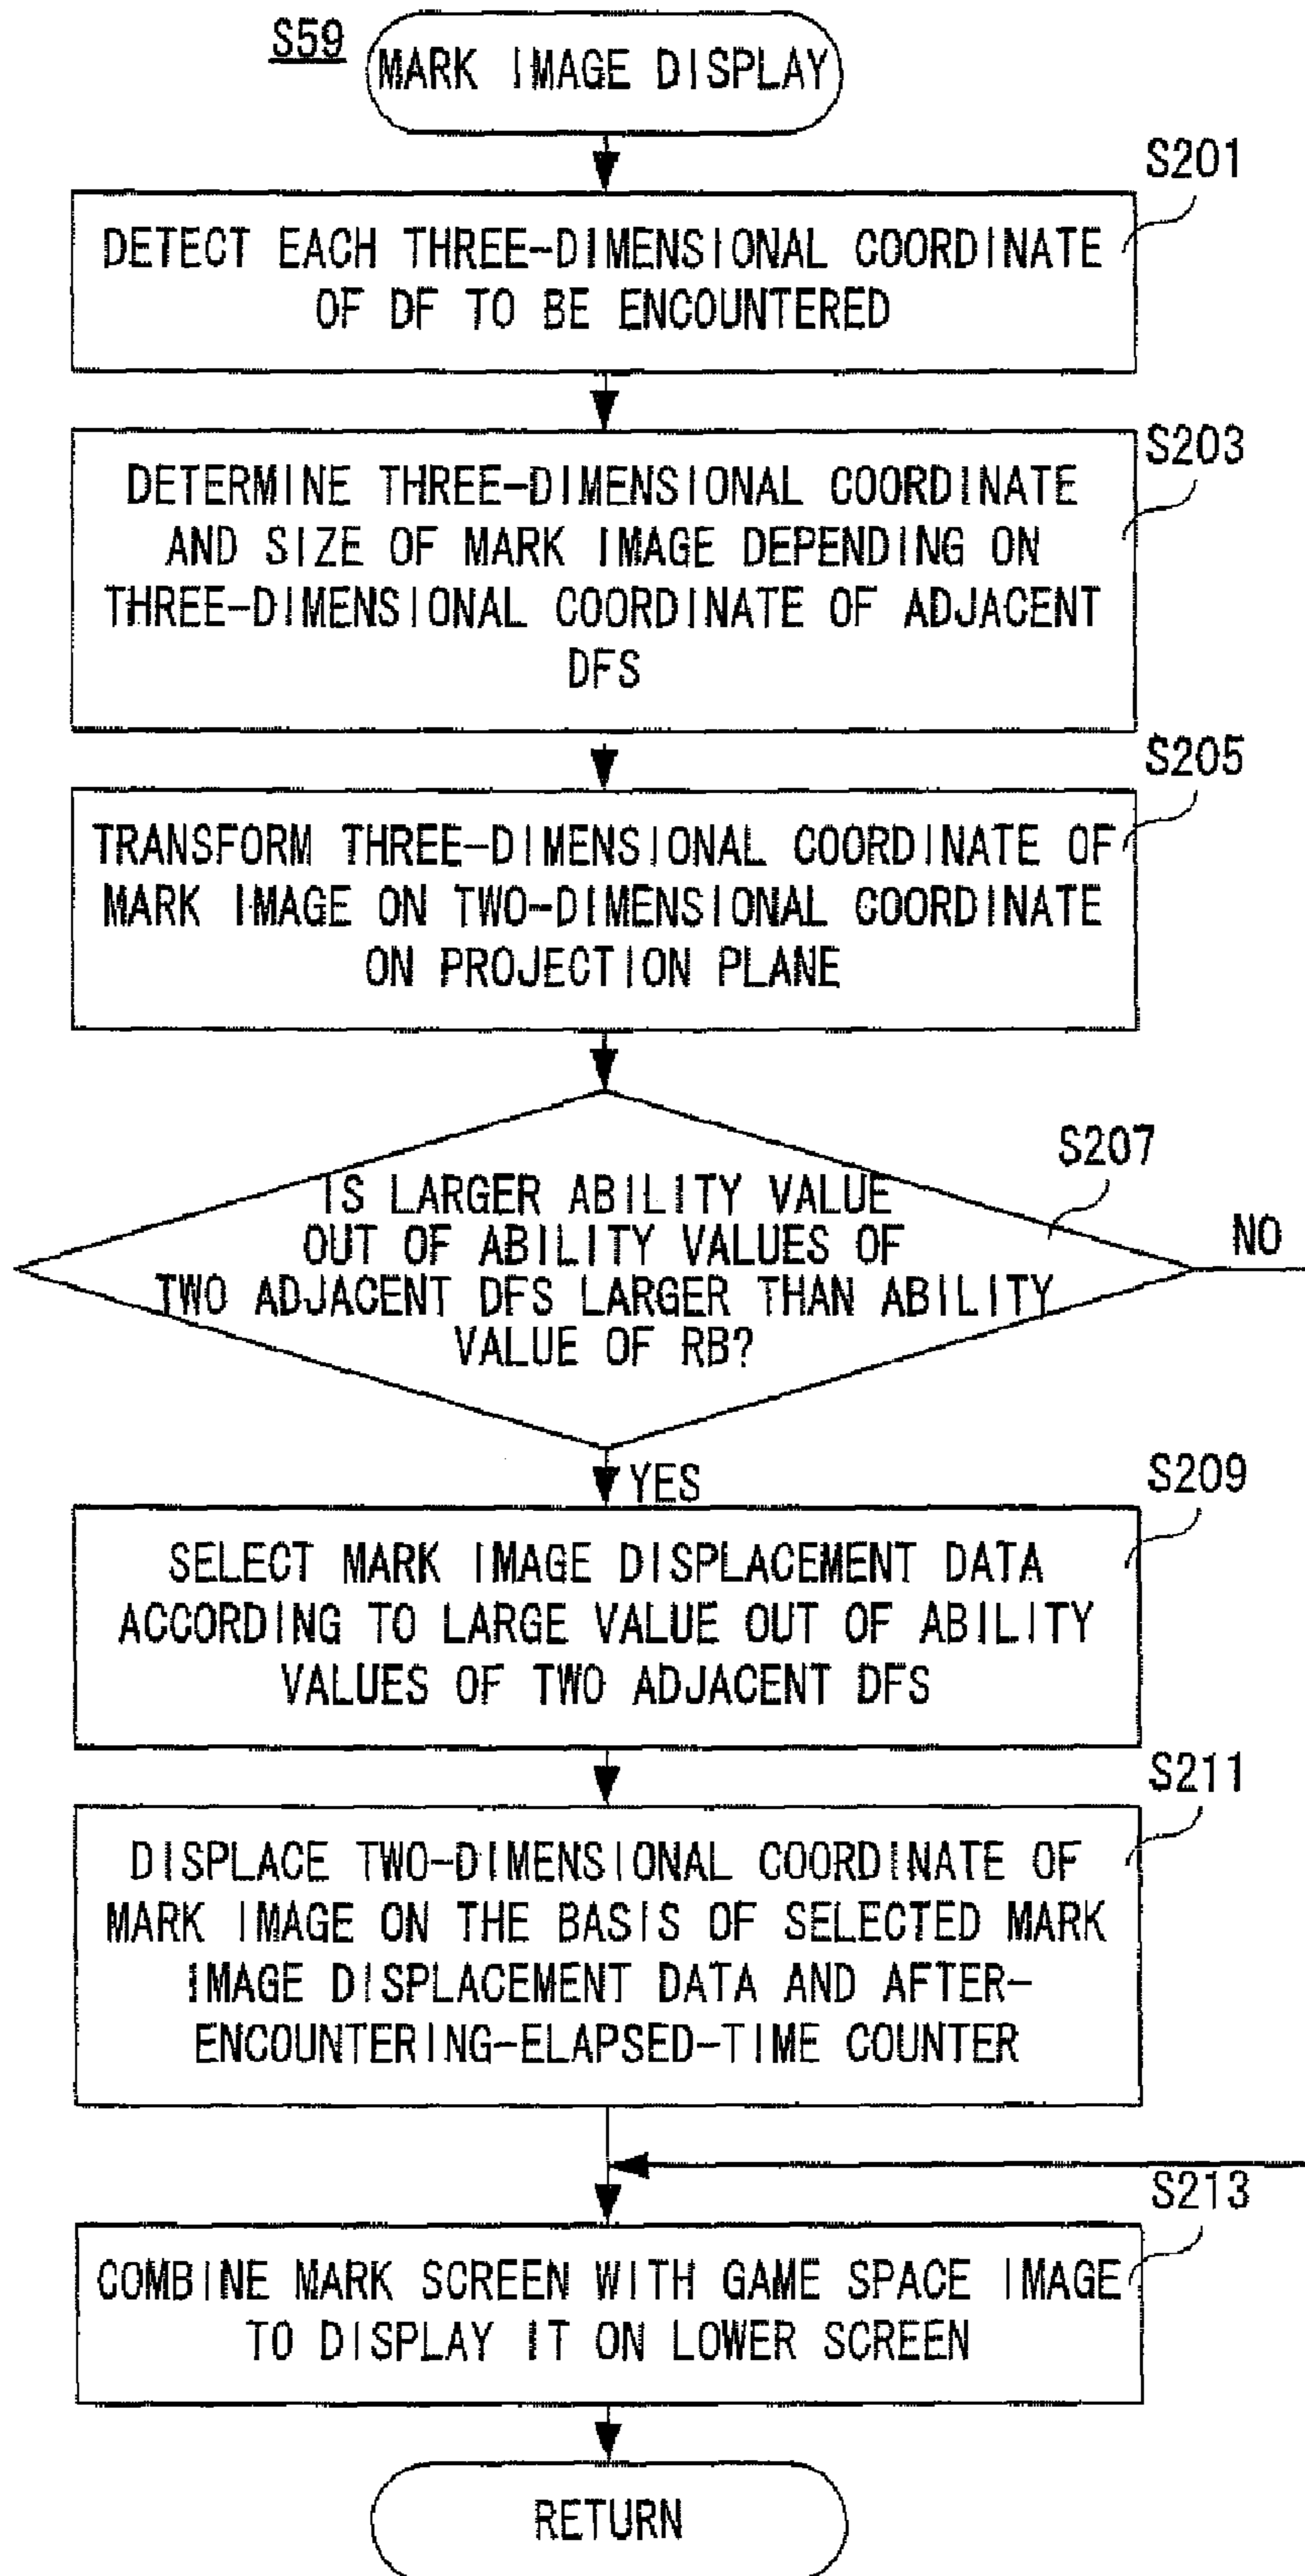 S59
MARK IMAGE DISPLAY
S201
DETECT EACH THREE-DIMENSIONAL COORDINATE
OF DF TO BE ENCOUNTERED
S203
DETERMINE THREE-DIMENSIONAL COORDINATE
AND SIZE OF MARK IMAGE DEPENDING ON
THREE-DIMENSIONAL COORDINATE OF ADJACENT
DFS
S205
TRANSFORM THREE-DIMENSIONAL COORDINATE OF
MARK IMAGE ON TWO-DIMENSIONAL COORDINATE
ON PROJECTION PLANE
S207
IS LARGER ABILITY VALUE
OUT OF ABILITY VALUES OF
TWO ADJACENT DFS LARGER THAN ABILITY
VALUE OF RB?
NO
YES
S209
SELECT MARK IMAGE DISPLACEMENT DATA
ACCORDING TO LARGE VALUE OUT OF ABILITY
VALUES OF TWO ADJACENT DFS
S211
DISPLACE TWO-DIMENSIONAL COORDINATE OF
MARK IMAGE ON THE BASIS OF SELECTED MARK
IMAGE DISPLACEMENT DATA AND AFTER-
ENCOUNTERING-ELAPSED-TIME COUNTER
S213
COMBINE MARK SCREEN WITH GAME SPACE IMAGE
TO DISPLAY IT ON LOWER SCREEN
RETURN